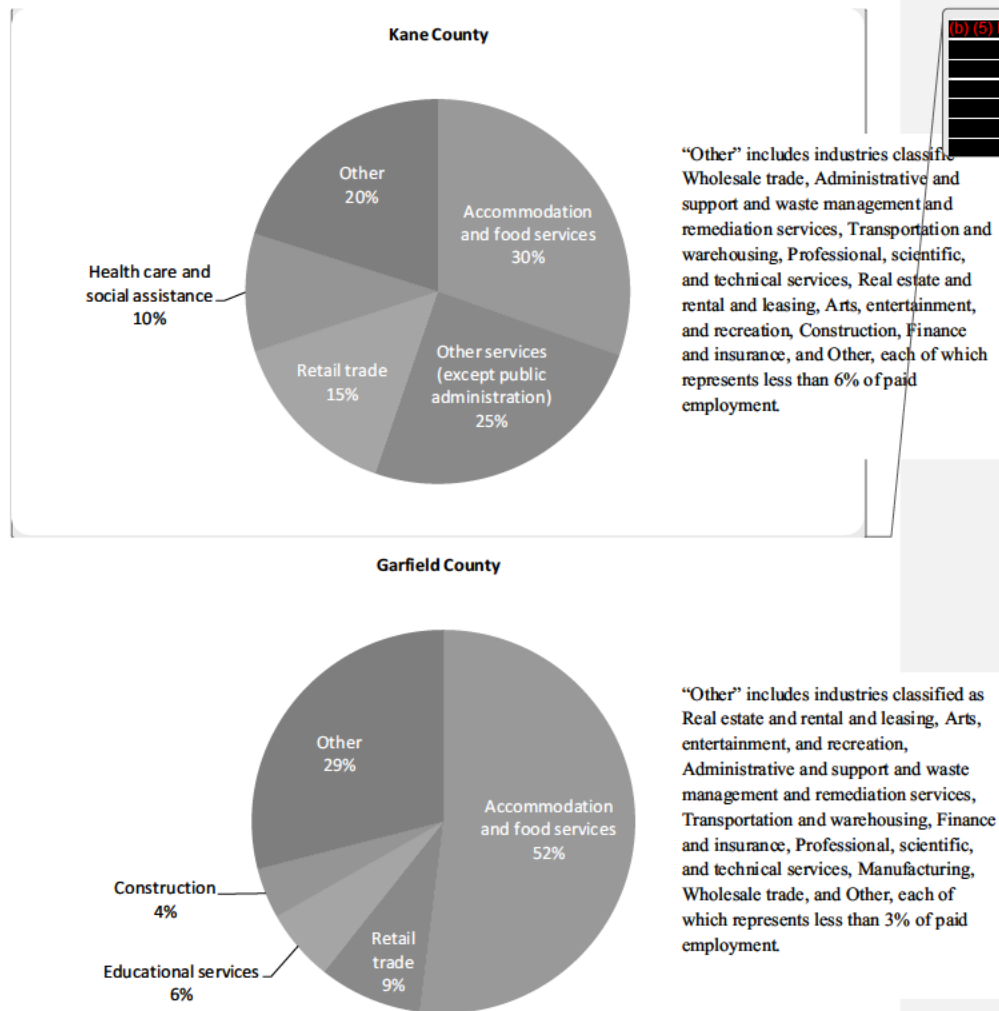 Kane County
(b) (5)
Other
20%
Accommodation
and food services
30%
Health care and
social assistance
10%
Retail trade
15%
Other services
(except public
administration)
25%
“Other” includes industries
Wholesale trade, Administrative and
support and waste management and
remediation services, Transportation and
warehousing, Professional, scientific,
and technical services, Real estate and
rental and leasing, Arts, entertainment,
and recreation, Construction, Finance
and insurance, and Other, each of which
represents less than 6% of paid
employment.
Garfield County
Other
29%
Accommodation
and food services
52%
Construction
4%
Educational services
6%
Retail
trade
9%
“Other” includes industries classified as
Real estate and rental and leasing, Arts,
entertainment, and recreation,
Administrative and support and waste
management and remediation services,
Transportation and warehousing, Finance
and insurance, Professional, scientific,
and technical services, Manufacturing,
Wholesale trade, and Other, each of
which represents less than 3% of paid
employment.